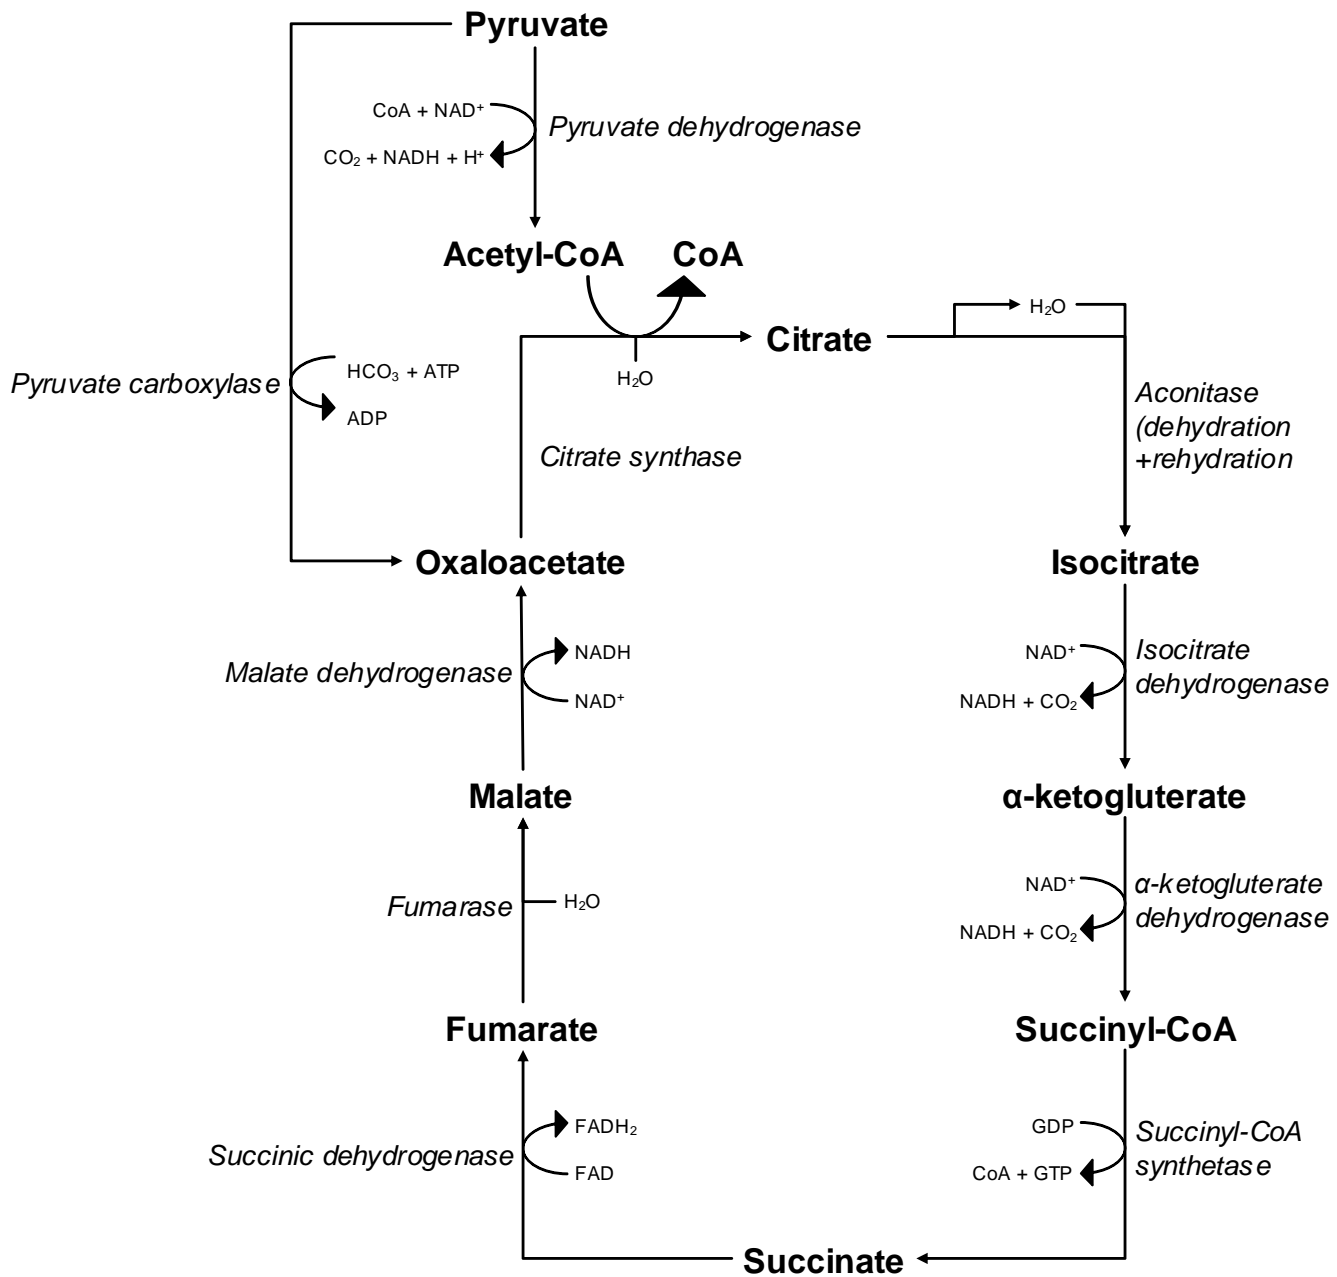 Pyruvate
CoA + NAD⁺
Pyruvate dehydrogenase
CO₂ + NADH + H⁺
Acetyl-CoA
CoA
H₂O
Citrate
H₂O
Pyruvate carboxylase
HCO₃ + ATP
ADP
Aconitase
(dehydration
+rehydration
Citrate synthase
Oxaloacetate
Isocitrate
Malate dehydrogenase
NADH
NAD⁺
NAD⁺
NADH + CO₂
Isocitrate
dehydrogenase
Malate
α-ketogluterate
Fumarase
H₂O
NAD⁺
NADH + CO₂
α-ketogluterate
dehydrogenase
Fumarate
Succinyl-CoA
Succinic dehydrogenase
FADH₂
FAD
GDP
CoA + GTP
Succinyl-CoA
synthetase
Succinate